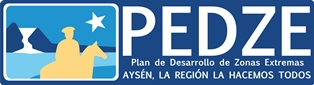 PEDZE
Plan de Desarrollo de Zonas Extremas
AYSÉN, LA REGIÓN LA HACEMOS TODOS